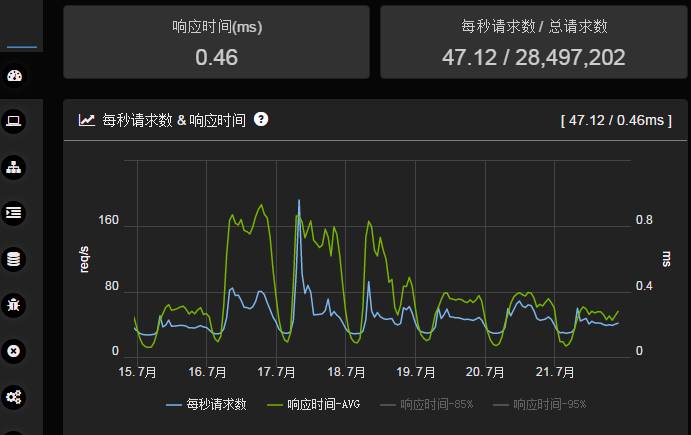 响应时间(ms)
0.46
每秒请求数 / 总请求数
47.12 / 28,497,202
每秒请求数 & 响应时间 ?
[ 47.12 / 0.46ms ]
160
80
0
req/s
0.8
0.4
0
ms
15.7月 16.7月 17.7月 18.7月 19.7月 20.7月 21.7月
每秒请求数 响应时间-AVG 响应时间-85% 响应时间-95%